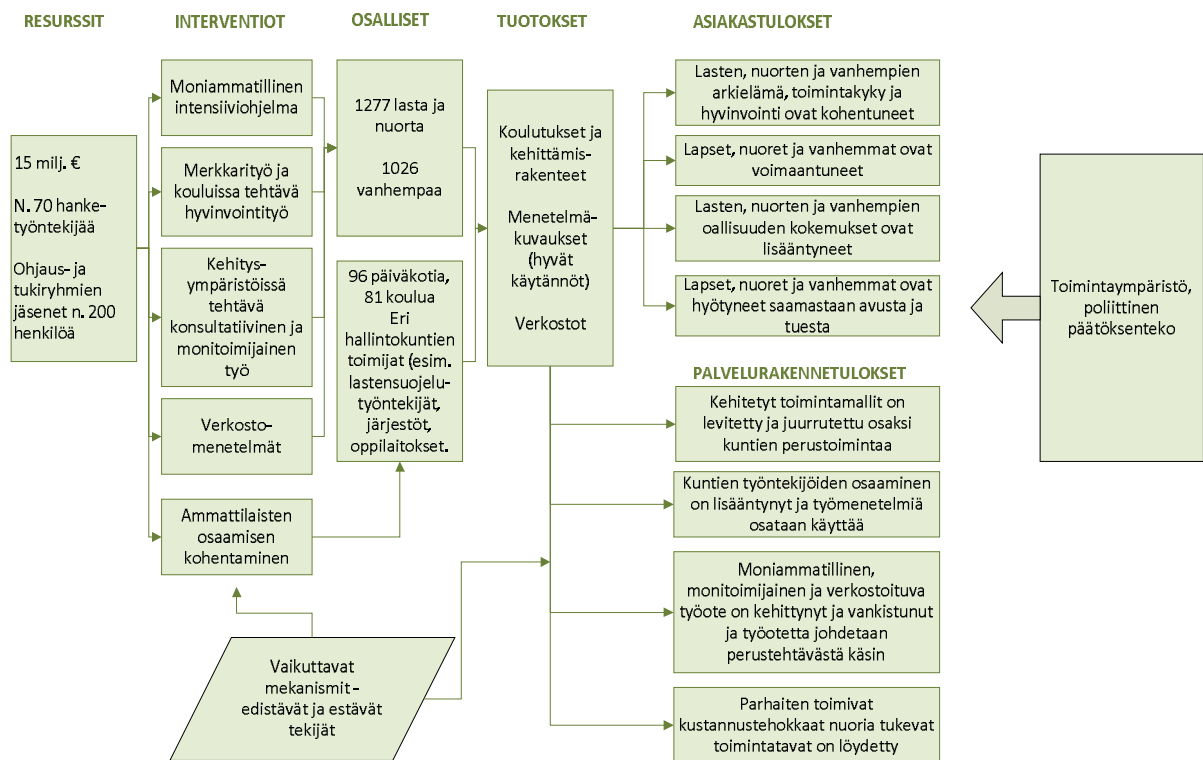 RESURSSIT
INTERVENTIOT
OSALLISET
TUOTOKSET
ASIAKASTULOKSET
15 milj. €
N. 70 hanke-
työntekijää
Ohjaus- ja
tukiryhmien
jäsenet n. 200
henkilöä
Moniammatillinen
intensiiviohjelma
Merkkarityö ja
kouluissa tehtävä
hyvinvointityö
Kehitys-
ympäristöissä
tehtävä
konsultatiivinen ja
monitoimijainen
työ
Verkosto-
menetelmät
Ammattilaisten
osaamisen
kohentaminen
1277 lasta ja
nuorta
1026
vanhempaa
96 päiväkotia,
81 koulua
Eri
hallintokuntien
toimijat (esim.
lastensuojelu-
työntekijät,
järjestöt,
oppilaitokset.
Koulutukset ja
kehittämis-
rakenteet
Menetelmä-
kuvaukset
(hyvät
käytännöt)
Verkostot
Lasten, nuorten ja vanhempien
arkielämä, toimintakyky ja
hyvinvointi ovat kohentuneet
Lapset, nuoret ja vanhemmat ovat
voimaantuneet
Lasten, nuorten ja vanhempien
oallisuuden kokemukset ovat
lisääntyneet
Lapset, nuoret ja vanhemmat ovat
hyötyneet saamastaan avusta ja
tuesta
PALVELURAKENNETULOKSET
Kehitetyt toimintamallit on
levitetty ja juurrutettu osaksi
kuntien perustoimintaa
Kuntien työntekijöiden osaaminen
on lisääntynyt ja työmenetelmiä
osataan käyttää
Moniammatillinen,
monitoimijainen ja verkostoituva
työote on kehittynyt ja vankistunut
ja työotetta johdetaan
perustehtävästä käsin
Parhaiten toimivat
kustannustehokkaat nuoria tukevat
toimintatavat on löydetty
Toimintaympäristö,
poliittinen
päätöksenteko
Vaikuttavat
mekanismit –
edistävät ja estävät
tekijät